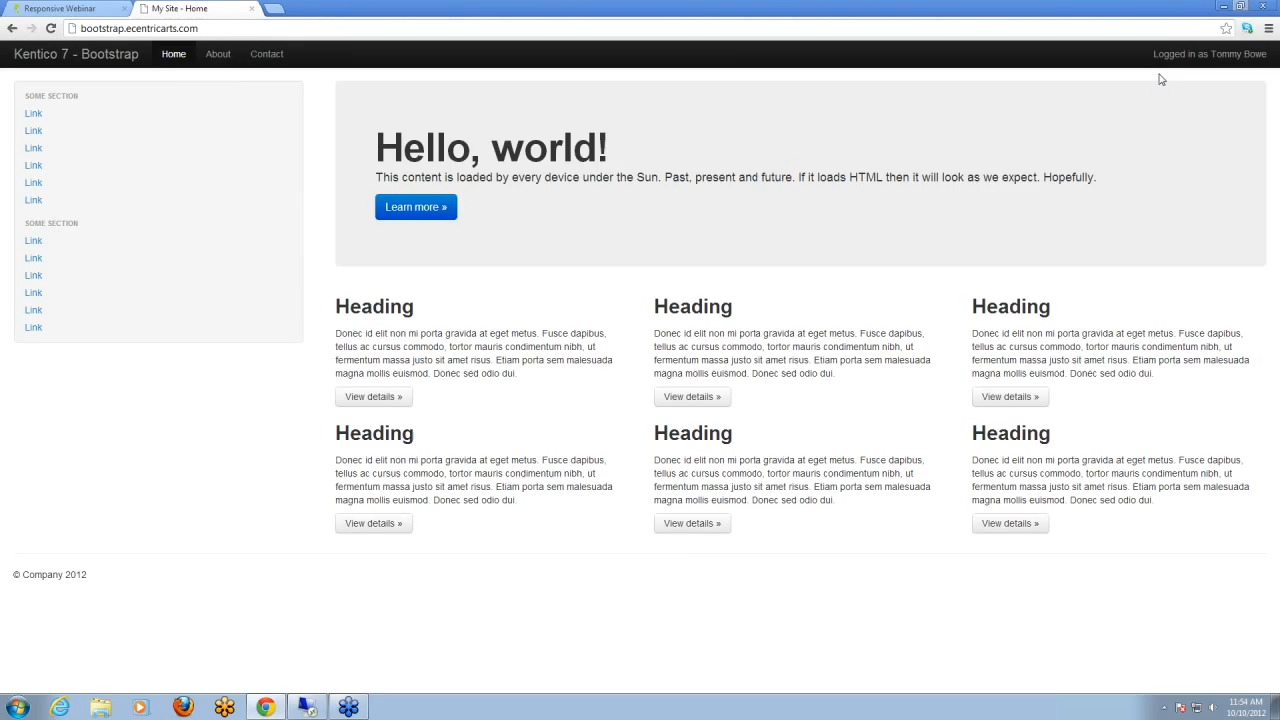 Responsive Webinar
My Site - Home
bootstrap.ecentricarts.com
Kentico 7 - Bootstrap Home About Contact Logged in as Tommy Bowe
SOME SECTION
Link
Link
Link
Link
Link
Link
SOME SECTION
Link
Link
Link
Link
Link
Link
Hello, world!
This content is loaded by every device under the Sun. Past, present and future. If it loads HTML then it will look as we expect. Hopefully.
Learn more »
Heading
Donec id elit non mi porta gravida at eget metus. Fusce dapibus,
tellus ac cursus commodo, tortor mauris condimentum nibh, ut
fermentum massa justo sit amet risus. Etiam porta sem malesuada
magna mollis euismod. Donec sed odio dui.
View details »
Heading
Donec id elit non mi porta gravida at eget metus. Fusce dapibus,
tellus ac cursus commodo, tortor mauris condimentum nibh, ut
fermentum massa justo sit amet risus. Etiam porta sem malesuada
magna mollis euismod. Donec sed odio dui.
View details »
Heading
Donec id elit non mi porta gravida at eget metus. Fusce dapibus,
tellus ac cursus commodo, tortor mauris condimentum nibh, ut
fermentum massa justo sit amet risus. Etiam porta sem malesuada
magna mollis euismod. Donec sed odio dui.
View details »
Heading
Donec id elit non mi porta gravida at eget metus. Fusce dapibus,
tellus ac cursus commodo, tortor mauris condimentum nibh, ut
fermentum massa justo sit amet risus. Etiam porta sem malesuada
magna mollis euismod. Donec sed odio dui.
View details »
Heading
Donec id elit non mi porta gravida at eget metus. Fusce dapibus,
tellus ac cursus commodo, tortor mauris condimentum nibh, ut
fermentum massa justo sit amet risus. Etiam porta sem malesuada
magna mollis euismod. Donec sed odio dui.
View details »
Heading
Donec id elit non mi porta gravida at eget metus. Fusce dapibus,
tellus ac cursus commodo, tortor mauris condimentum nibh, ut
fermentum massa justo sit amet risus. Etiam porta sem malesuada
magna mollis euismod. Donec sed odio dui.
View details »
© Company 2012
11:54 AM
10/10/2012